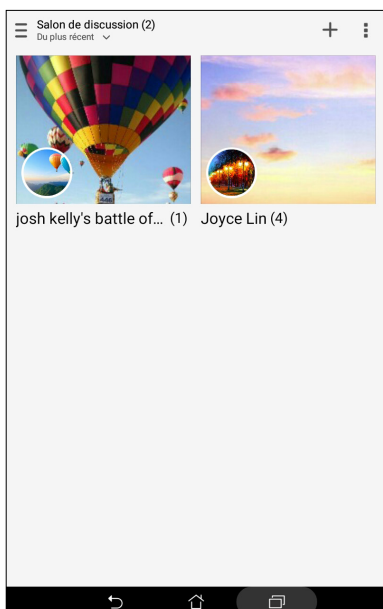 Salon de discussion (2)
Du plus récent
josh kelly's battle of... (1)
Joyce Lin (4)